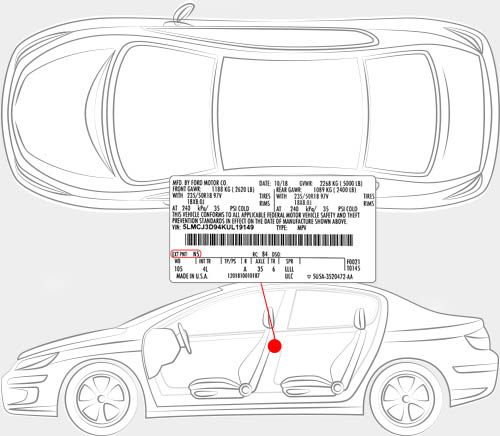 MFD. BY FORD MOTOR CO. DATE: 10/18 GVWR: 2268 KG ( 5000 LB)
FRONT GAWR: 1188 KG ( 2620 LB) REAR GAWR: 1089 KG ( 2400 LB)
WITH 235/50R18 97V TIRES WITH 235/50R18 97V TIRES
18X8.0J RIMS 18X8.0J RIMS
AT 240 kPa/ 35 PSI COLD AT 240 kPa/ 35 PSI COLD
THIS VEHICLE CONFORMS TO ALL APPLICABLE FEDERAL MOTOR VEHICLE SAFETY AND THEFT
PREVENTION STANDARDS IN EFFECT ON THE DATE OF MANUFACTURE SHOWN ABOVE.
VIN: 5LMCJ3D94KUL19149 TYPE: MPV
EXT PNT: N5 RC: 84 DSO:
WB INT TR TP/PS R AXLE TR SPR F0021
105 4L A 35 6 LLLL T0145
MADE IN U.S.A. 1201810010187 ULC ▽ 5U5A-3520472-AA